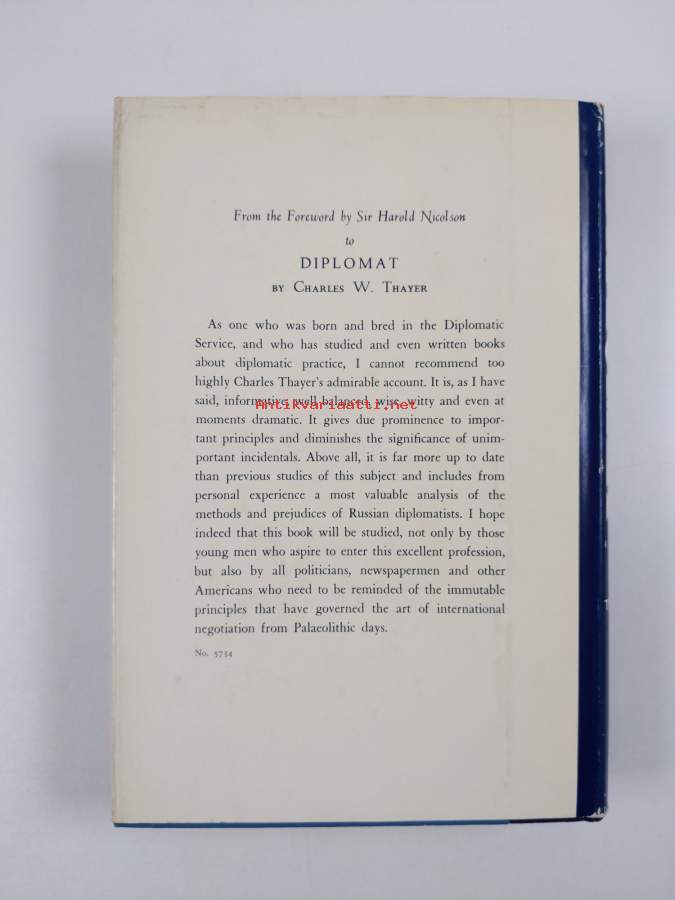 From the Foreword by Sir Harold Nicolson
to
DIPLOMAT
BY CHARLES W. THAYER
As one who was born and bred in the Diplomatic
Service, and who has studied and even written books
about diplomatic practice, I cannot recommend too
highly Charles Thayer's admirable account. It is, as I have
said, informative, well-balanced, wise, witty and even at
Antikvariaatti.net
moments dramatic. It gives due prominence to impor-
tant principles and diminishes the significance of unim-
portant incidentals. Above all, it is far more up to date
than previous studies of this subject and includes from
personal experience a most valuable analysis of the
methods and prejudices of Russian diplomatists. I hope
indeed that this book will be studied, not only by those
young men who aspire to enter this excellent profession,
but also by all politicians, newspapermen and other
Americans who need to be reminded of the immutable
principles that have governed the art of international
negotiation from Palaeolithic days.
No. 5734